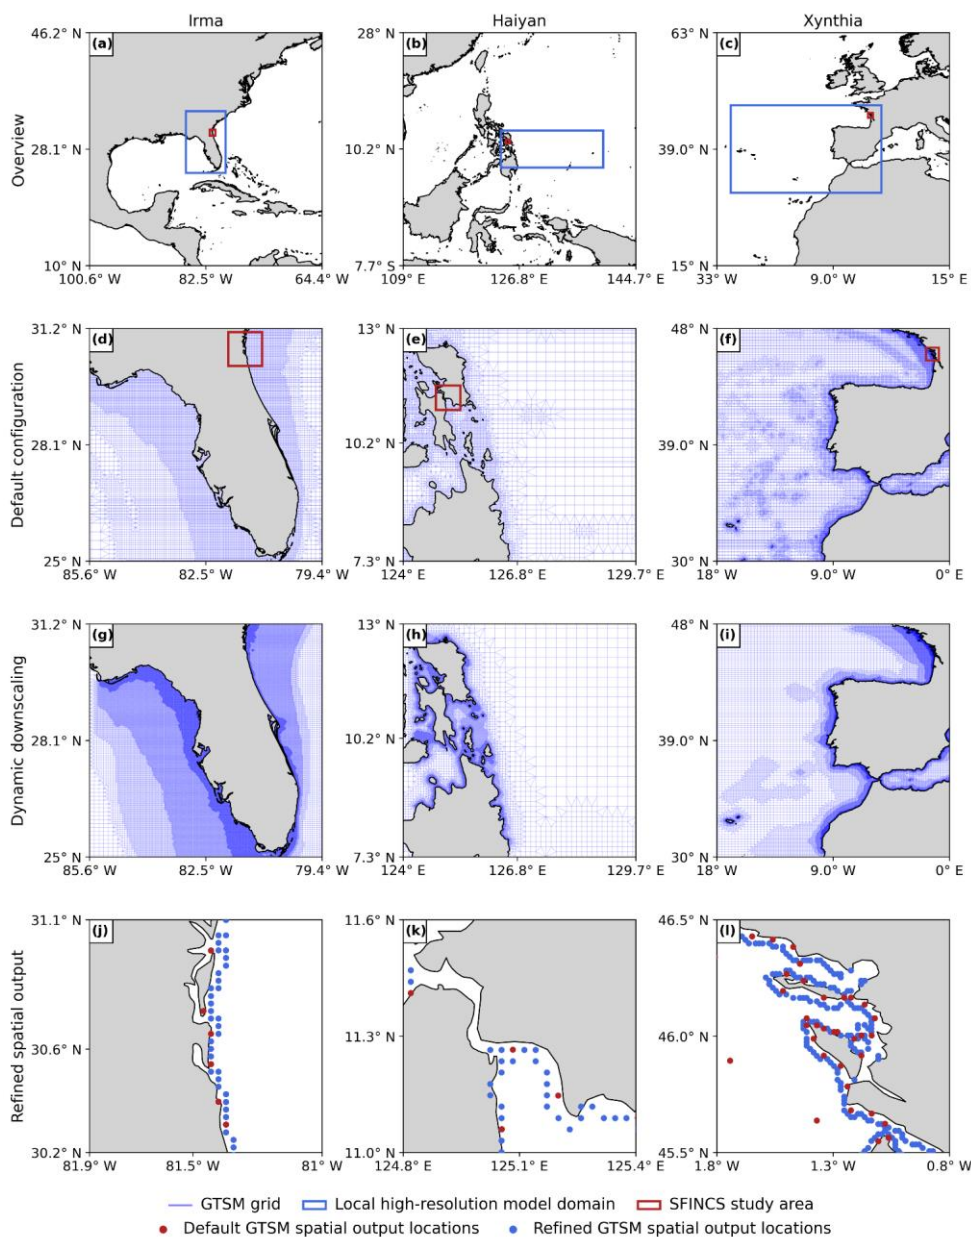 Irma Haiyan Xynthia
Overview
(a) (b) (c)
46.2° N 28° N 63° N
28.1° N 10.2° N 39.0° N
10° N 7.7° S 15° N
100.6° W 82.5° W 64.4° W 109° E 126.8° E 144.7° E 33° W 9.0° W 15° E
Default configuration
(d) (e) (f)
31.2° N 13° N 48° N
28.1° N 10.2° N 39.0° N
25° N 7.3° N 30° N
85.6° W 82.5° W 79.4° W 124° E 126.8° E 129.7° E 18° W 9.0° W 0° E
Dynamic downscaling
(g) (h) (i)
31.2° N 13° N 48° N
28.1° N 10.2° N 39.0° N
25° N 7.3° N 30° N
85.6° W 82.5° W 79.4° W 124° E 126.8° E 129.7° E 18° W 9.0° W 0° E
Refined spatial output
(j) (k) (l)
31.1° N 11.6° N 46.5° N
30.6° N 11.3° N 46.0° N
30.2° N 11.0° N 45.5° N
81.9° W 81.5° W 81° W 124.8° E 125.1° E 125.4° E 1.8° W 1.3° W 0.8° W
GTSM grid Local high-resolution model domain SFINCS study area
Default GTSM spatial output locations Refined GTSM spatial output locations